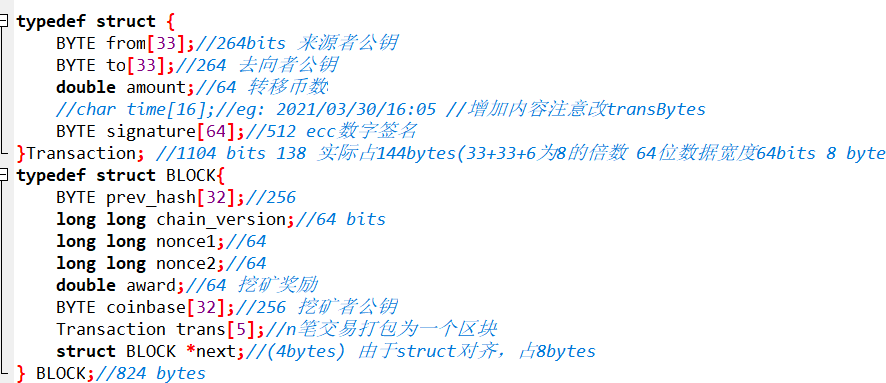 typedef struct {
BYTE from[33];//264bits 来源者公钥
BYTE to[33];//264 去向者公钥
double amount;//64 转移币数
//char time[16];//eg: 2021/03/30/16:05 //增加内容注意改transBytes
BYTE signature[64];//512 ecc数字签名
}Transaction; //1104 bits 138 实际占144bytes(33+33+6为8的倍数 64位数据宽度64bits 8 byte
typedef struct BLOCK{
BYTE prev_hash[32];//256
long long chain_version;//64 bits
long long nonce1;//64
long long nonce2;//64
double award;//64 挖矿奖励
BYTE coinbase[32];//256 挖矿者公钥
Transaction trans[5];//n笔交易打包为一个区块
struct BLOCK *next;//(4bytes) 由于struct对齐，占8bytes
} BLOCK;//824 bytes